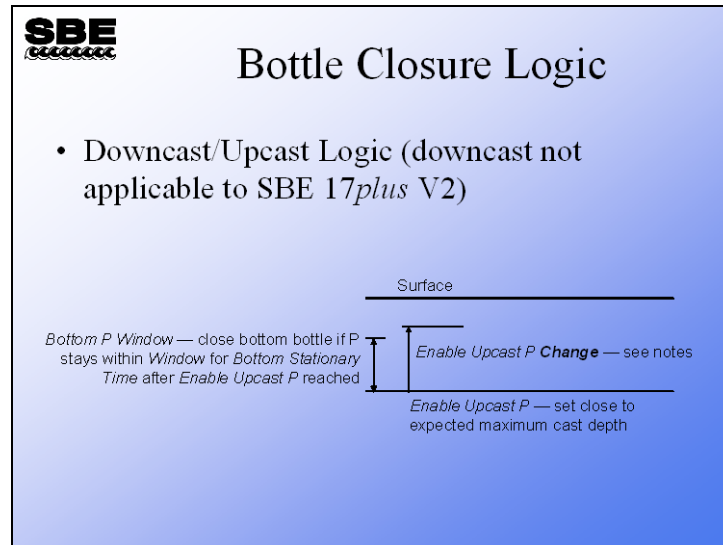 SBE
Bottle Closure Logic
• Downcast/Upcast Logic (downcast not
applicable to SBE 17plus V2)
Surface
Bottom P Window — close bottom bottle if P
stays within Window for Bottom Stationary
Time after Enable Upcast P reached
Enable Upcast P Change — see notes
Enable Upcast P — set close to
expected maximum cast depth